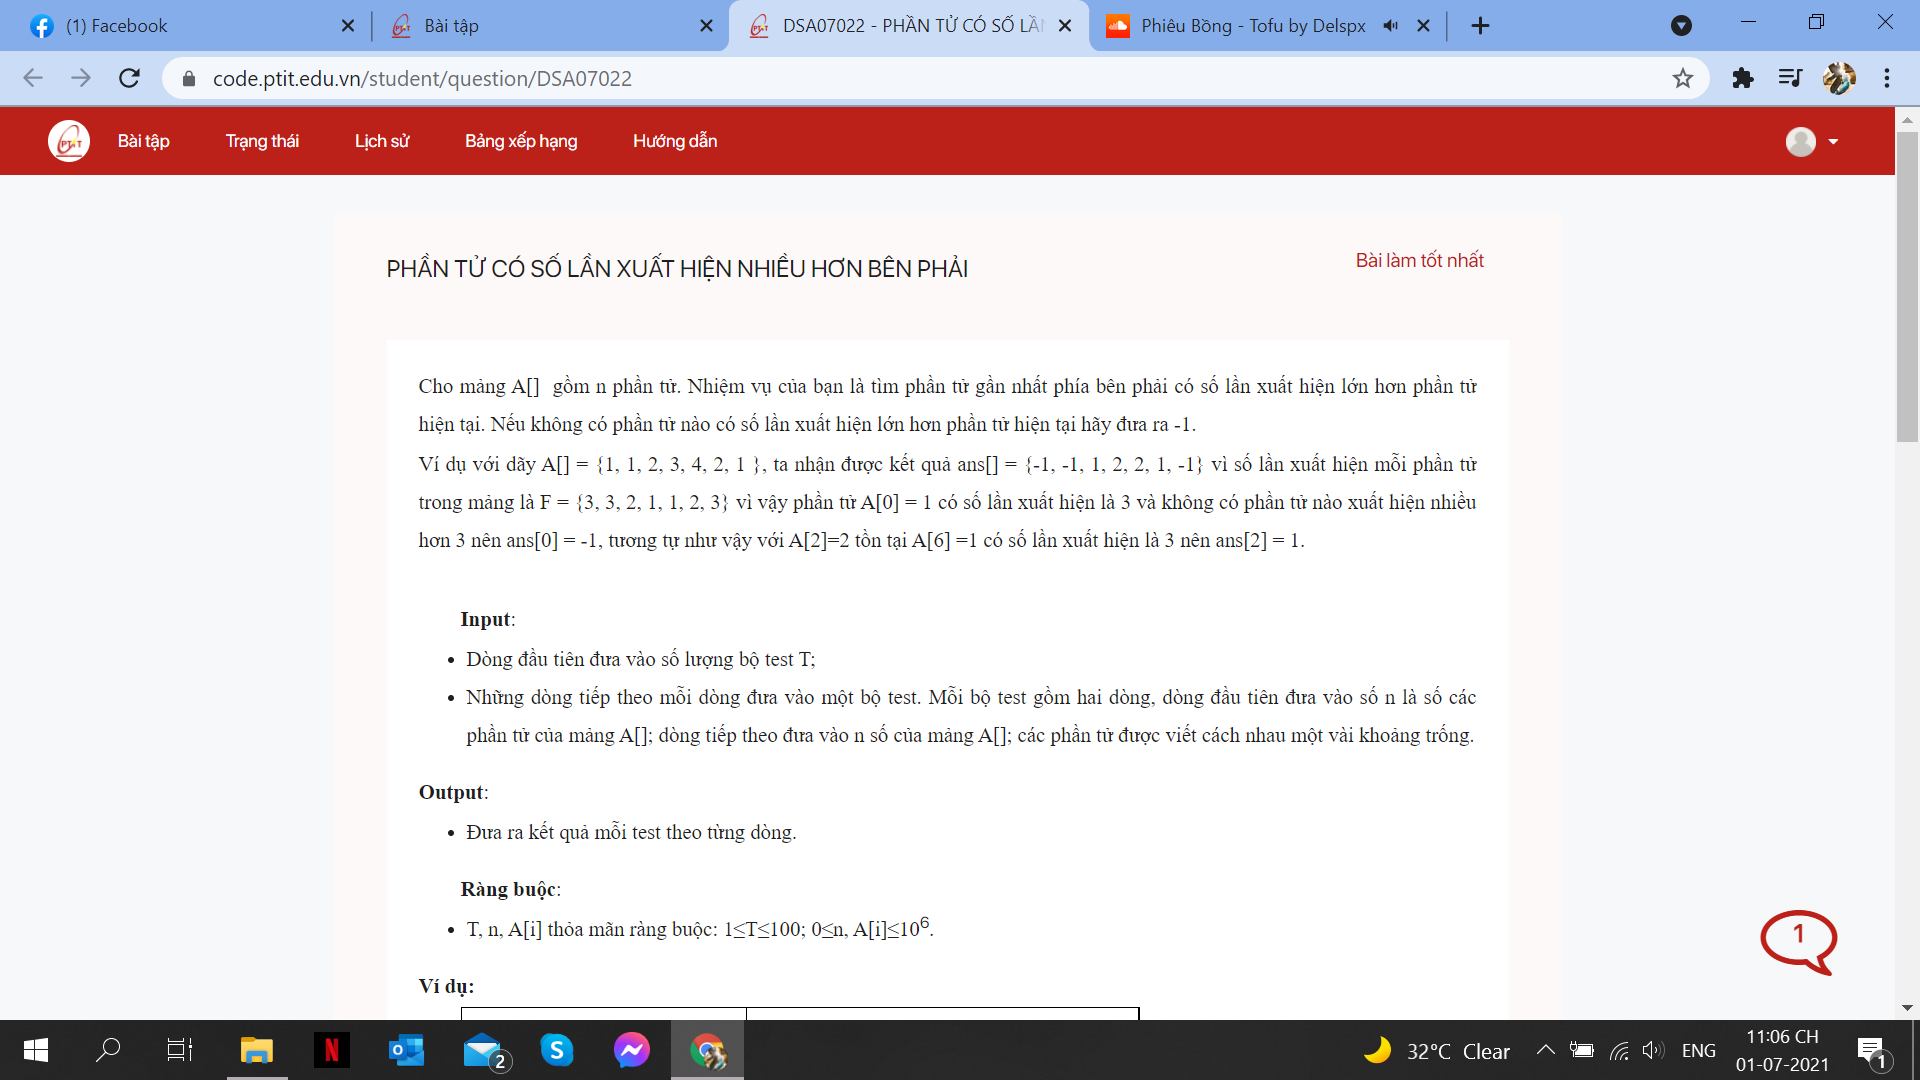 (1) Facebook
Bài tập
DSA07022 - PHẦN TỬ CÓ SỐ LẦN
Phiêu Bồng - Tofu by Delspx
code.ptit.edu.vn/student/question/DSA07022
PTIT
Bài tập
Trạng thái
Lịch sử
Bảng xếp hạng
Hướng dẫn
PHẦN TỬ CÓ SỐ LẦN XUẤT HIỆN NHIỀU HƠN BÊN PHẢI
Bài làm tốt nhất
Cho mảng A[] gồm n phần tử. Nhiệm vụ của bạn là tìm phần tử gần nhất phía bên phải có số lần xuất hiện lớn hơn phần tử
hiện tại. Nếu không có phần tử nào có số lần xuất hiện lớn hơn phần tử hiện tại hãy đưa ra -1.
Ví dụ với dãy A[] = {1, 1, 2, 3, 4, 2, 1 }, ta nhận được kết quả ans[] = {-1, -1, 1, 2, 2, 1, -1} vì số lần xuất hiện mỗi phần tử
trong mảng là F = {3, 3, 2, 1, 1, 2, 3} vì vậy phần tử A[0] = 1 có số lần xuất hiện là 3 và không có phần tử nào xuất hiện nhiều
hơn 3 nên ans[0] = -1, tương tự như vậy với A[2]=2 tồn tại A[6] =1 có số lần xuất hiện là 3 nên ans[2] = 1.
Input:
• Dòng đầu tiên đưa vào số lượng bộ test T;
• Những dòng tiếp theo mỗi dòng đưa vào một bộ test. Mỗi bộ test gồm hai dòng, dòng đầu tiên đưa vào số n là số các
phần tử của mảng A[]; dòng tiếp theo đưa vào n số của mảng A[]; các phần tử được viết cách nhau một vài khoảng trống.
Output:
• Đưa ra kết quả mỗi test theo từng dòng.
Ràng buộc:
• T, n, A[i] thỏa mãn ràng buộc: 1≤T≤100; 0≤n, A[i]≤10⁶.
1
Ví dụ:
2
32°C Clear
ENG
11:06 CH
01-07-2021
1